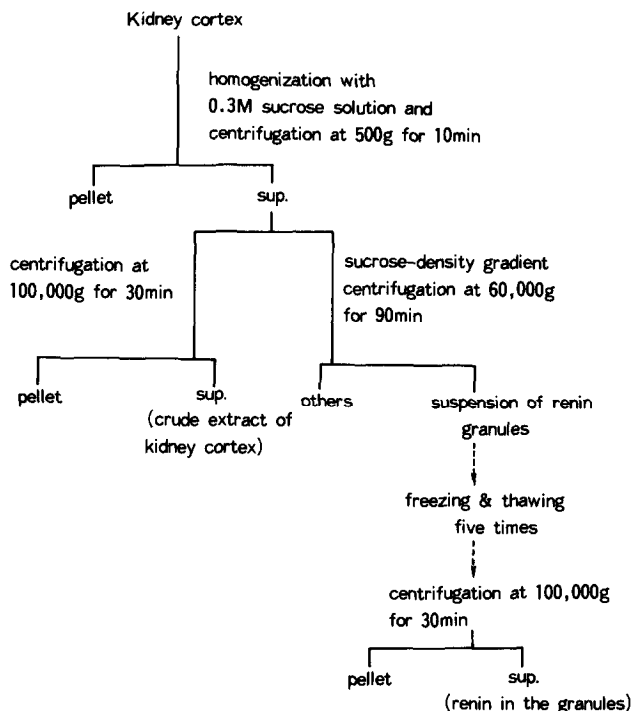 Kidney cortex
homogenization with
0.3M sucrose solution and
centrifugation at 500g for 10min
pellet
sup.
centrifugation at
100,000g for 30min
sucrose-density gradient
centrifugation at 60,000g
for 90min
pellet
sup.
(crude extract of
kidney cortex)
others
suspension of renin
granules
freezing & thawing
five times
centrifugation at 100,000g
for 30min
pellet
sup.
(renin in the granules)